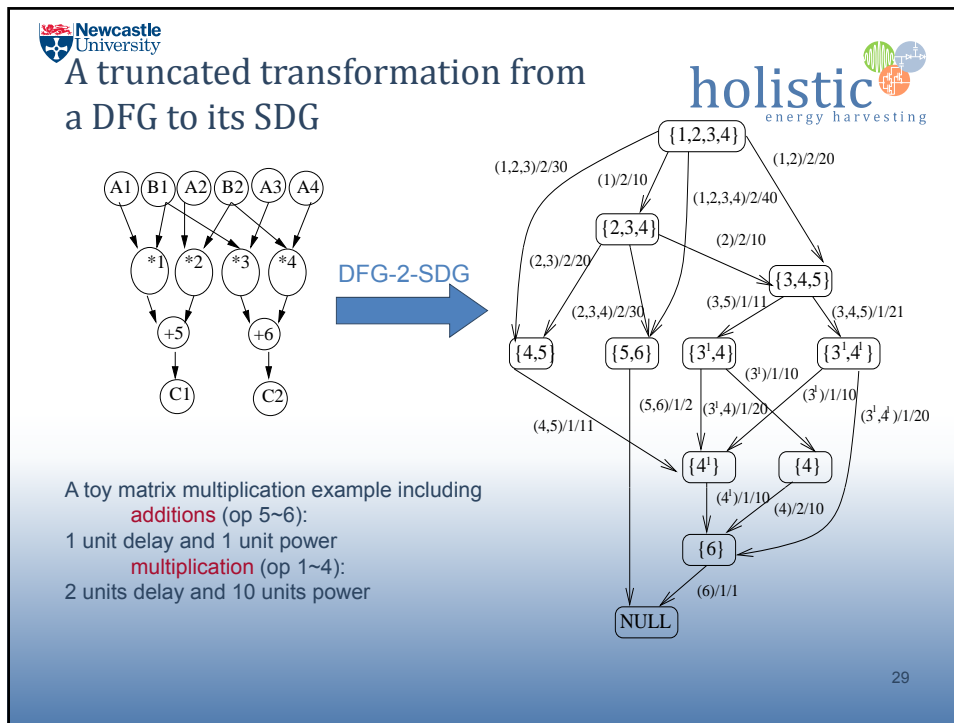 Newcastle
University
A truncated transformation from
a DFG to its SDG
holistic
energy harvesting
A1 B1 A2 B2 A3 A4
*1 *2 *3 *4
+5 +6
C1 C2
DFG-2-SDG
{1,2,3,4}
(1,2,3)/2/30
(1)/2/10
(1,2)/2/20
(1,2,3,4)/2/40
{2,3,4}
(2)/2/10
(2,3)/2/20
{3,4,5}
(2,3,4)/2/30
(3,5)/1/11
(3,4,5)/1/21
{4,5} {5,6} {3¹,4} {3¹,4¹}
(3¹)/1/10
(3¹)/1/10
(5,6)/1/2
(3¹,4)/1/20
(3¹,4¹)/1/20
(4,5)/1/11
{4¹} {4}
(4¹)/1/10
(4)/2/10
{6}
(6)/1/1
NULL
A toy matrix multiplication example including
additions (op 5~6):
1 unit delay and 1 unit power
multiplication (op 1~4):
2 units delay and 10 units power
29